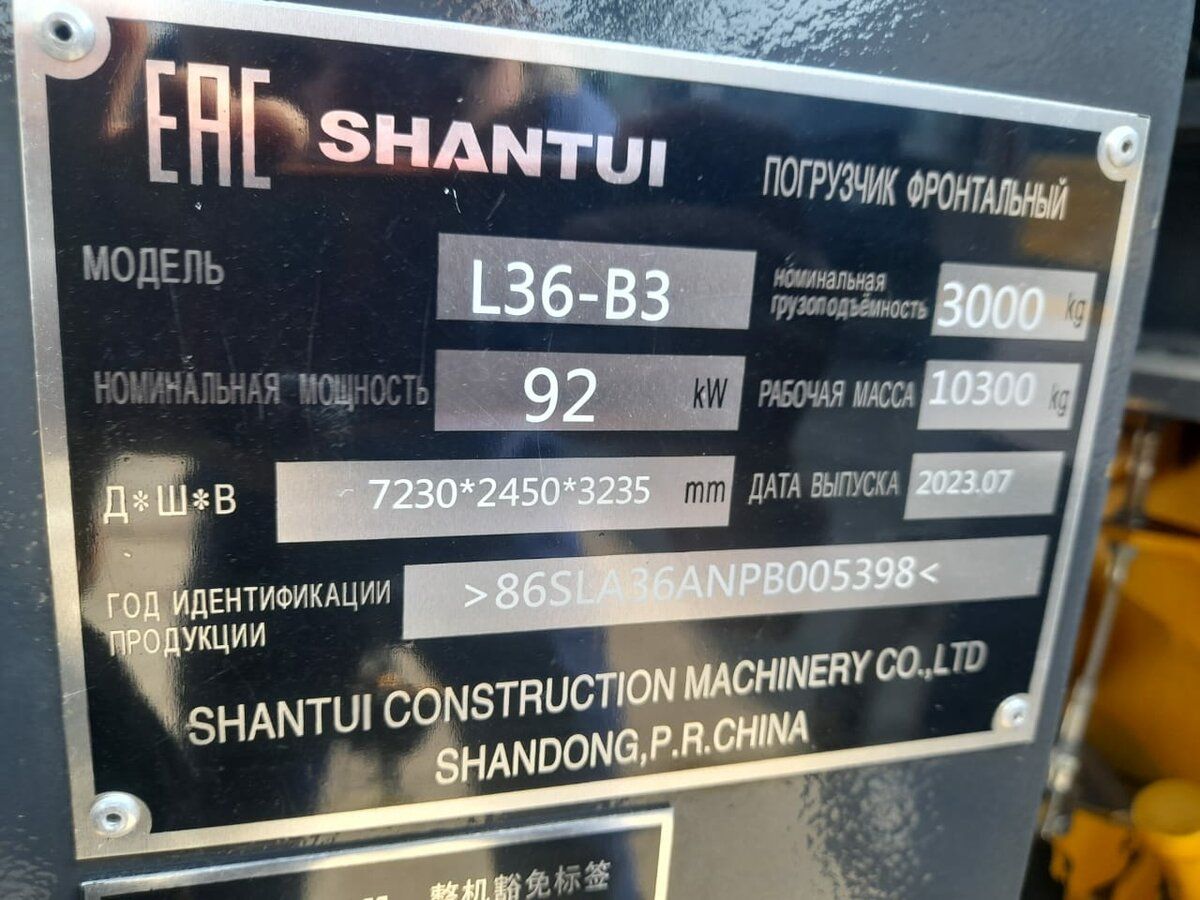 EAC SHANTUI
ПОГРУЗЧИК ФРОНТАЛЬНЫЙ
МОДЕЛЬ L36-B3
номинальная
грузоподъёмность 3000 kg
НОМИНАЛЬНАЯ МОЩНОСТЬ 92 kW
РАБОЧАЯ МАССА 10300 kg
Д*Ш*В 7230*2450*3235 mm
ДАТА ВЫПУСКА 2023.07
ГОД ИДЕНТИФИКАЦИИ
ПРОДУКЦИИ
>86SLA36ANPB005398<
SHANTUI CONSTRUCTION MACHINERY CO.,LTD
SHANDONG,P.R.CHINA
整机豁免标签